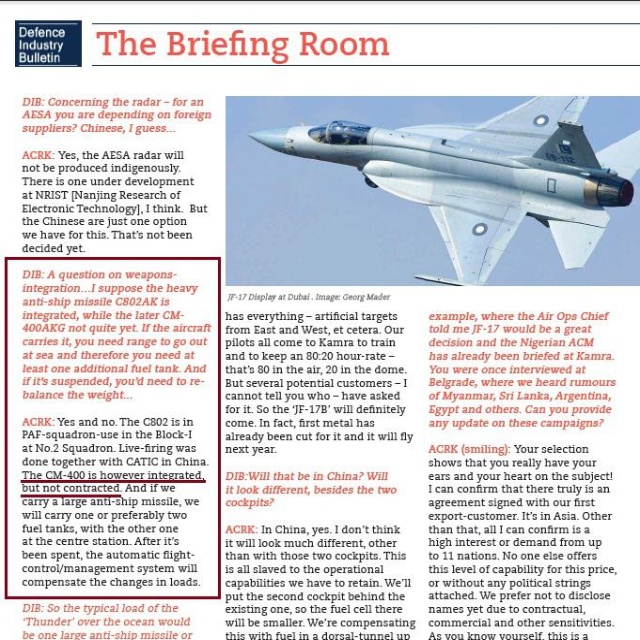 Defence
Industry
Bulletin
The Briefing Room
DIB: Concerning the radar – for an
AESA you are depending on foreign
suppliers? Chinese, I guess...
ACRK: Yes, the AESA radar will
not be produced indigenously.
There is one under development
at NRIST [Nanjing Research of
Electronic Technology], I think. But
the Chinese are just one option
we have for this. That's not been
decided yet.
DIB: A question on weapons-
integration...I suppose the heavy
anti-ship missile C802AK is
integrated, while the later CM-
400AKG not quite yet. If the aircraft
carries it, you need range to go out
at sea and therefore you need at
least one additional fuel tank. And
if it's suspended, you'd need to re-
balance the weight...
ACRK: Yes and no. The C802 is in
PAF-squadron-use in the Block-I
at No.2 Squadron. Live-firing was
done together with CATIC in China.
The CM-400 is however integrated,
but not contracted. And if we
carry a large anti-ship missile, we
will carry one or preferably two
fuel tanks, with the other one
at the centre station. After it's
been spent, the automatic flight-
control/management system will
compensate the changes in loads.
DIB: So the typical load of the
'Thunder' over the ocean would
be one large anti-ship missile or
JF-17 Display at Dubai . Image: Georg Mader
has everything – artificial targets
from East and West, et cetera. Our
pilots all come to Kamra to train
and to keep an 80:20 hour-rate –
that's 80 in the air, 20 in the dome.
But several potential customers – I
cannot tell you who – have asked
for it. So the 'JF-17B' will definitely
come. In fact, first metal has
already been cut for it and it will fly
next year.
DIB:Will that be in China? Will
it look different, besides the two
cockpits?
ACRK: In China, yes. I don't think
it will look much different, other
than with those two cockpits. This
is all slaved to the operational
capabilities we have to retain. We'll
put the second cockpit behind the
existing one, so the fuel cell there
will be smaller. We're compensating
this with fuel in a dorsal-tunnel up
example, where the Air Ops Chief
told me JF-17 would be a great
decision and the Nigerian ACM
has already been briefed at Kamra.
You were once interviewed at
Belgrade, where we heard rumours
of Myanmar, Sri Lanka, Argentina,
Egypt and others. Can you provide
any update on these campaigns?
ACRK (smiling): Your selection
shows that you really have your
ears and your heart on the subject!
I can confirm that there truly is an
agreement signed with our first
export-customer. It's in Asia. Other
than that, all I can confirm is a
high interest or demand from up
to 11 nations. No one else offers
this level of capability for this price,
or without any political strings
attached. We prefer not to disclose
names yet due to contractual,
commercial and other sensitivities.
As you know yourself, this is a